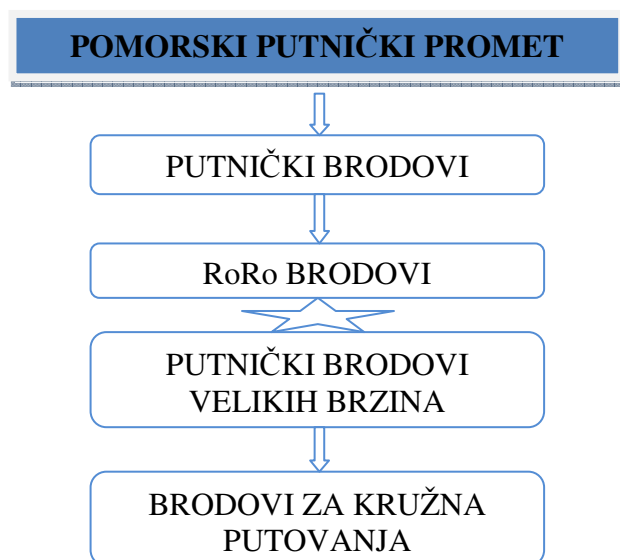 POMORSKI PUTNIČKI PROMET
PUTNIČKI BRODOVI
RoRo BRODOVI
PUTNIČKI BRODOVI
VELIKIH BRZINA
BRODOVI ZA KRUŽNA
PUTOVANJA